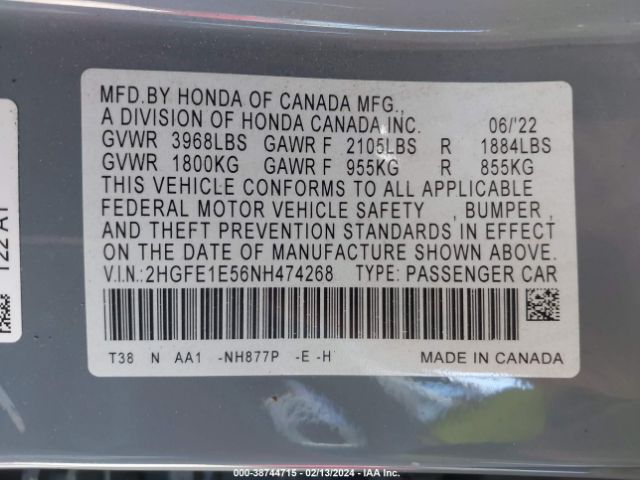 MFD.BY HONDA OF CANADA MFG.,
A DIVISION OF HONDA CANADA INC. 06/'22
GVWR 3968LBS GAWR F 2105LBS R 1884LBS
GVWR 1800KG GAWR F 955KG R 855KG
THIS VEHICLE CONFORMS TO ALL APPLICABLE
FEDERAL MOTOR VEHICLE SAFETY , BUMPER ,
AND THEFT PREVENTION STANDARDS IN EFFECT
ON THE DATE OF MANUFACTURE SHOWN ABOVE.
V.I.N.:2HGFE1E56NH474268 TYPE: PASSENGER CAR
T38 N AA1 -NH877P -E -H
MADE IN CANADA
122 A1
000-38744715 - 02/13/2024 - IAA Inc.